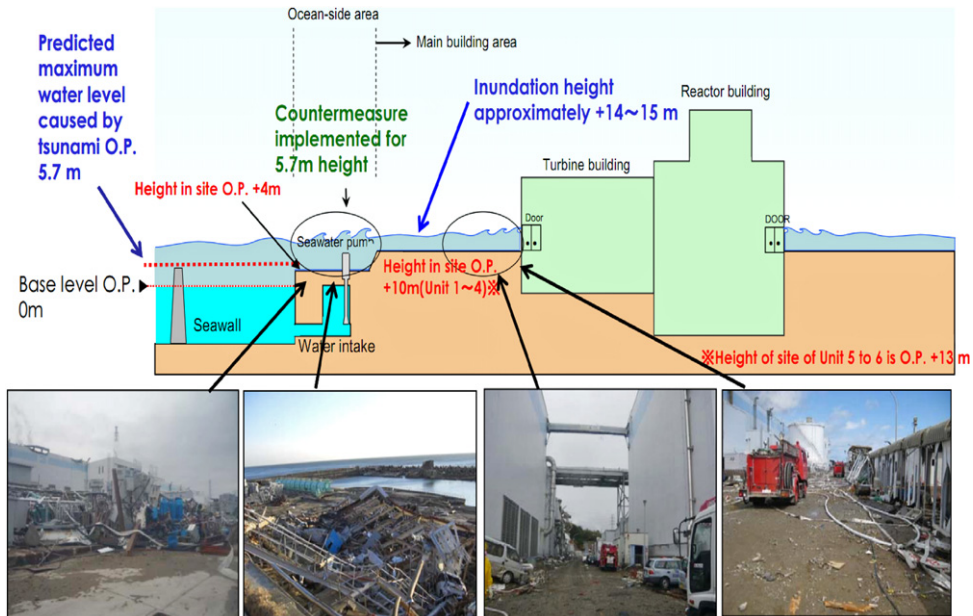 Ocean-side area
Main building area
Predicted
maximum
water level
caused by
tsunami O.P.
5.7 m
Countermeasure
implemented for
5.7m height
Inundation height
approximately +14～15 m
Reactor building
Turbine building
Height in site O.P. +4m
Door
DOOR
Seawater pump
Height in site O.P.
+10m(Unit 1～4)※
Base level O.P.
0m
Seawall
Water intake
※Height of site of Unit 5 to 6 is O.P. +13 m